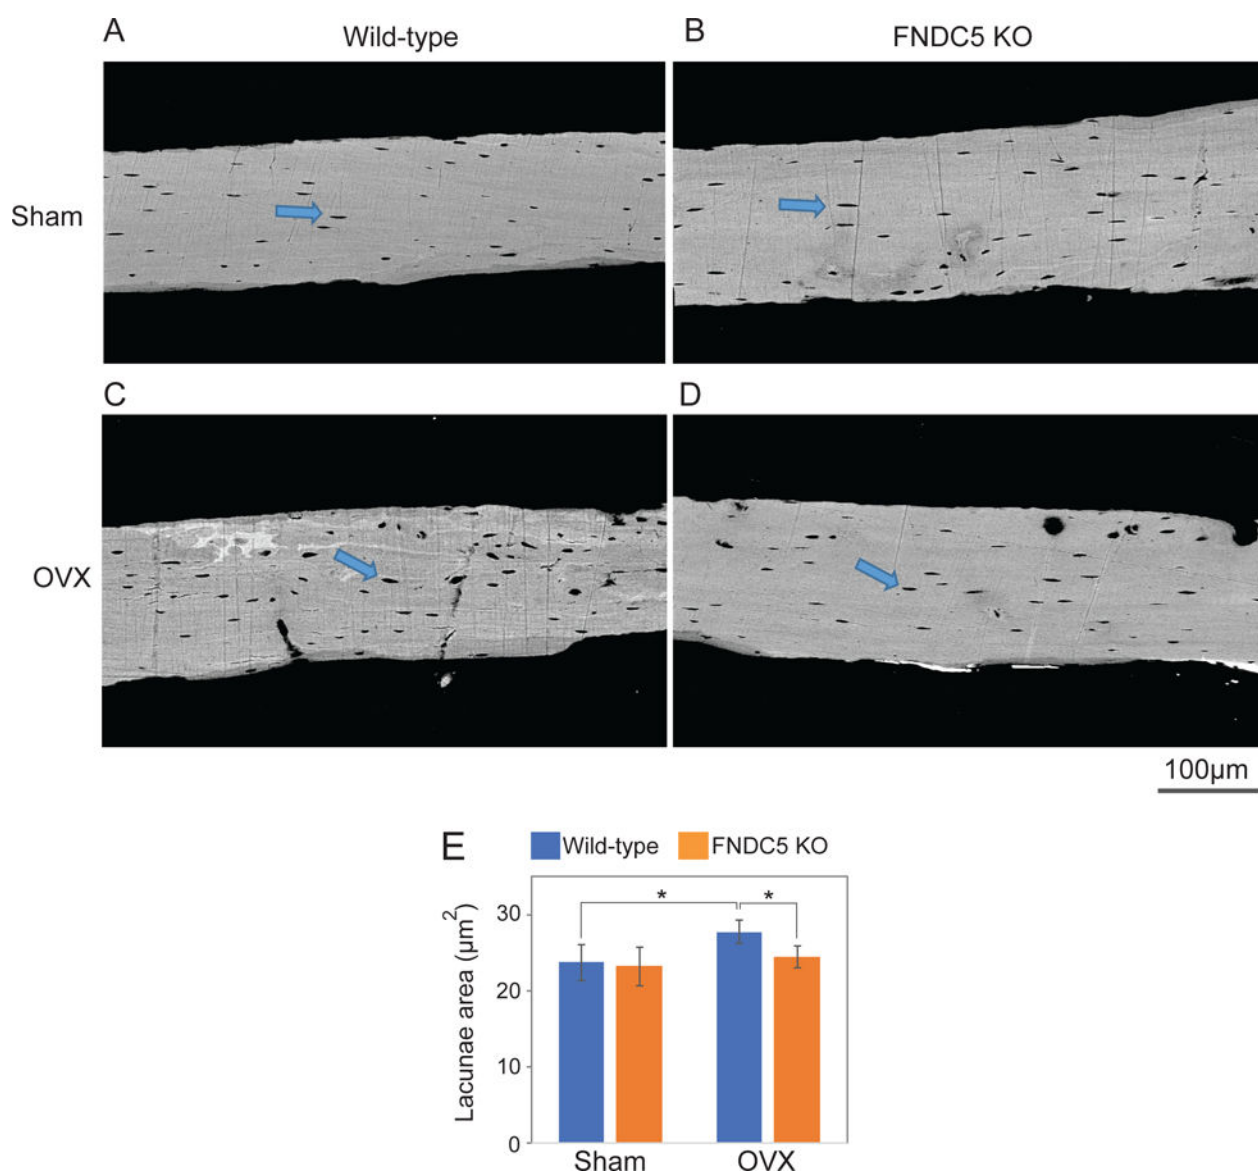 A
Wild-type
B
FNDC5 KO
Sham
C
D
OVX
100µm
E
Wild-type
FNDC5 KO
Lacunae area (µm²)
30
20
10
0
*
*
Sham
OVX